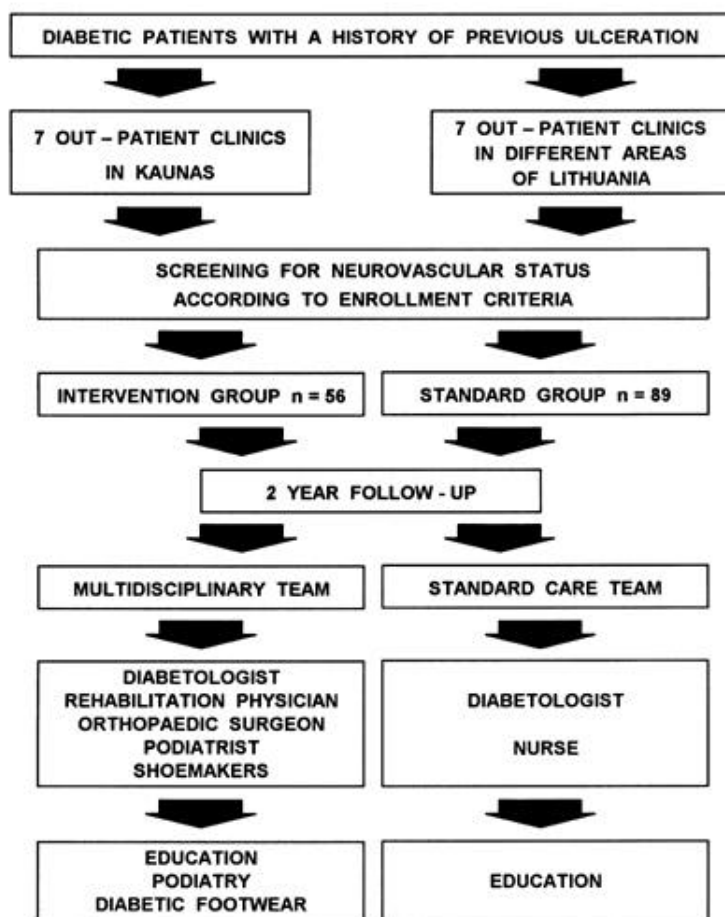 DIABETIC PATIENTS WITH A HISTORY OF PREVIOUS ULCERATION
7 OUT – PATIENT CLINICS
IN KAUNAS
7 OUT – PATIENT CLINICS
IN DIFFERENT AREAS
OF LITHUANIA
SCREENING FOR NEUROVASCULAR STATUS
ACCORDING TO ENROLLMENT CRITERIA
INTERVENTION GROUP n = 56
STANDARD GROUP n = 89
2 YEAR FOLLOW - UP
MULTIDISCIPLINARY TEAM
STANDARD CARE TEAM
DIABETOLOGIST
REHABILITATION PHYSICIAN
ORTHOPAEDIC SURGEON
PODIATRIST
SHOEMAKERS
DIABETOLOGIST
NURSE
EDUCATION
PODIATRY
DIABETIC FOOTWEAR
EDUCATION